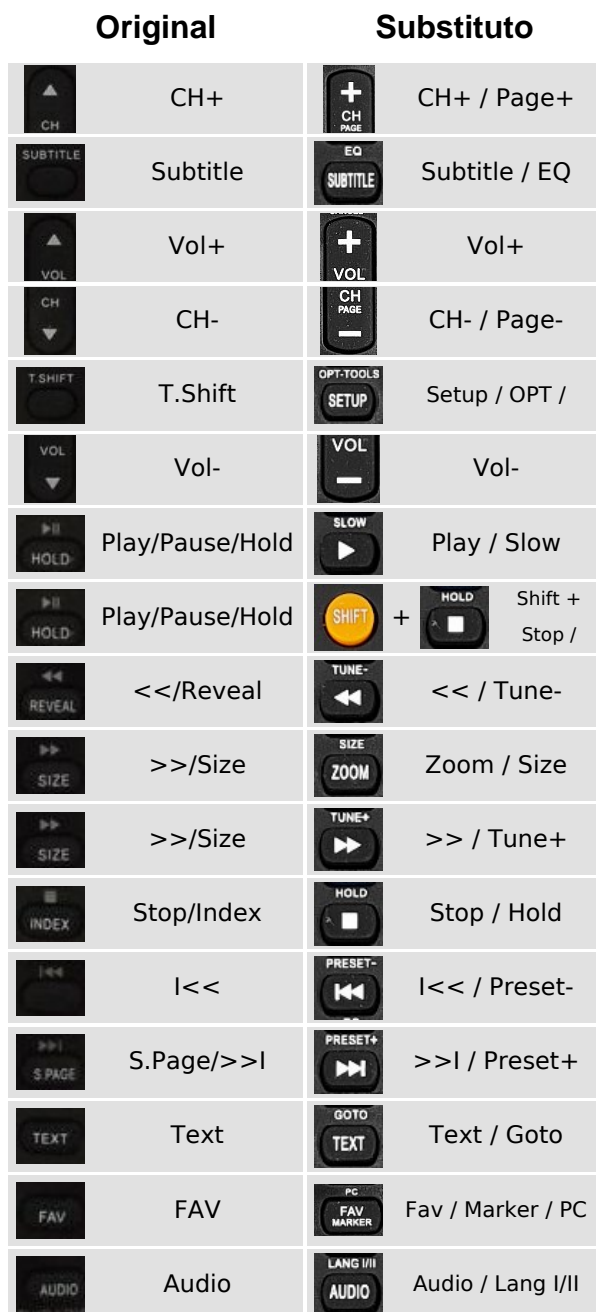 Original Substituto
CH CH+ + CH PAGE CH+ / Page+
SUBTITLE Subtitle EQ SUBTITLE Subtitle / EQ
VOL Vol+ + VOL Vol+
CH CH- CH PAGE CH- / Page-
T.SHIFT T.Shift OPT-TOOLS SETUP Setup / OPT /
VOL Vol- VOL Vol-
HOLD Play/Pause/Hold SLOW Play / Slow
HOLD Play/Pause/Hold SHIFT + HOLD Shift +
Stop /
REVEAL <</Reveal TUNE- << / Tune-
SIZE >>/Size SIZE ZOOM Zoom / Size
SIZE >>/Size TUNE+ >> / Tune+
INDEX Stop/Index HOLD Stop / Hold
I<< PRESET- I<< / Preset-
S.PAGE S.Page/>>I PRESET+ >>I / Preset+
TEXT Text GOTO TEXT Text / Goto
FAV FAV PC FAV MARKER Fav / Marker / PC
AUDIO Audio LANG I/II AUDIO Audio / Lang I/II